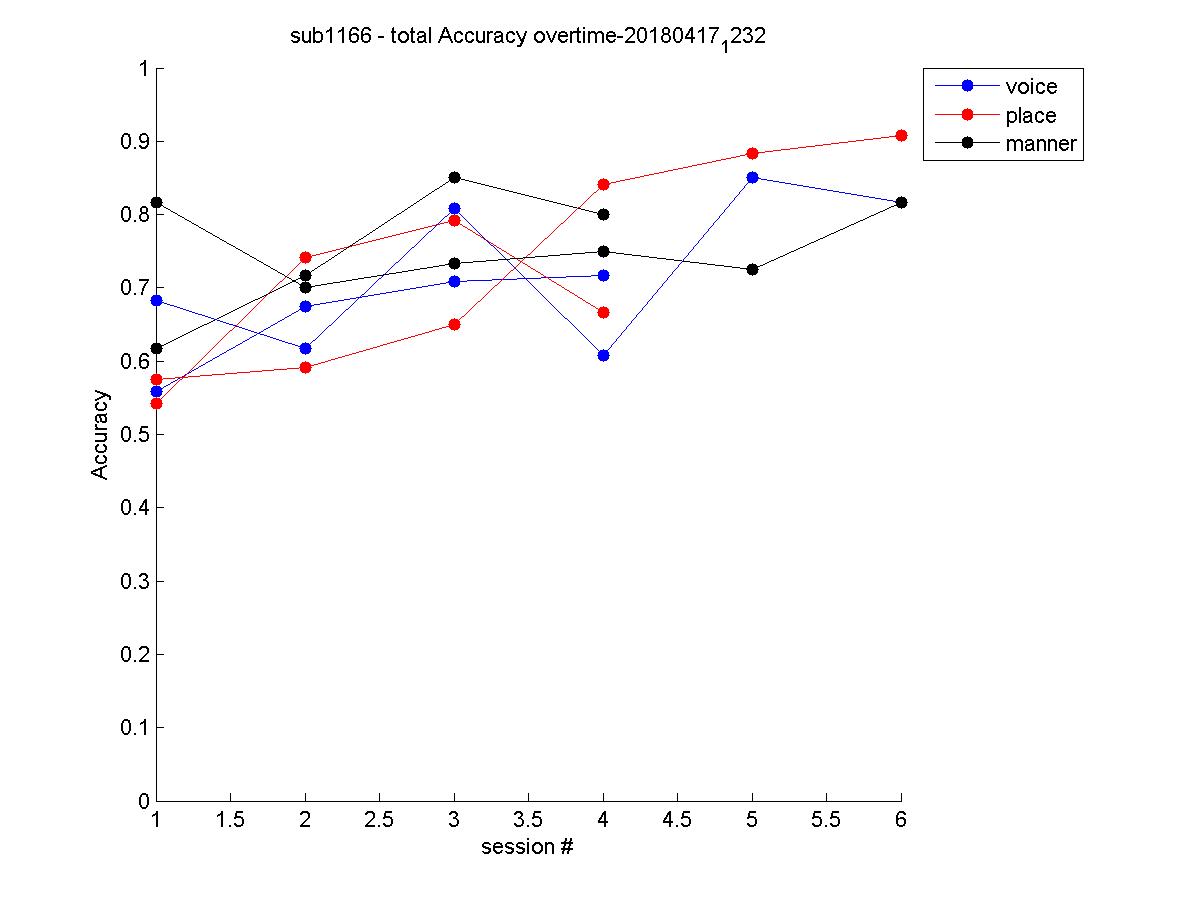 sub1166 - total Accuracy overtime-20180417₁232
voice
place
manner
1
0.9
0.8
0.7
0.6
0.5
0.4
0.3
0.2
0.1
0
Accuracy
1 1.5 2 2.5 3 3.5 4 4.5 5 5.5 6
session #